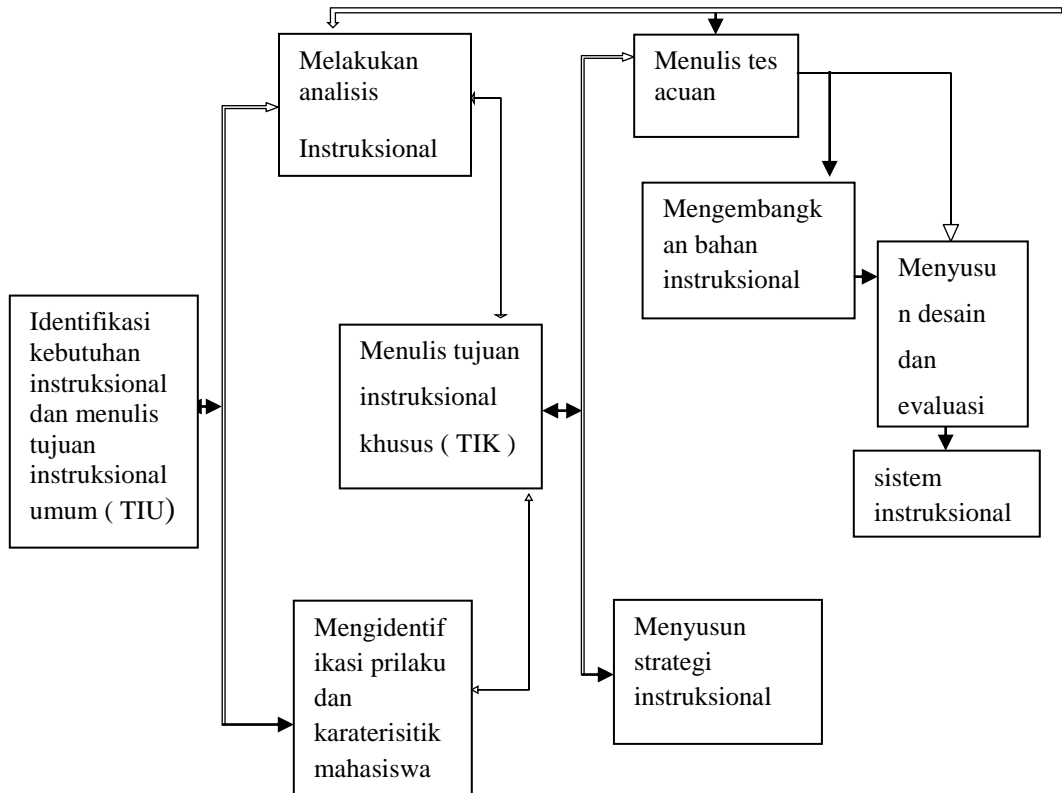 Identifikasi
kebutuhan
instruksional
dan menulis
tujuan
instruksional
umum ( TIU)
Melakukan
analisis
Instruksional
Mengidentif
ikasi prilaku
dan
karaterisitik
mahasiswa
Menulis tujuan
instruksional
khusus ( TIK )
Menulis tes
acuan
Menyusun
strategi
instruksional
Mengembangk
an bahan
instruksional
Menyusu
n desain
dan
evaluasi
sistem
instruksional